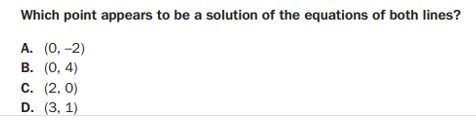 Which point appears to be a solution of the equations of both lines?
A. (0, –2)
B. (0, 4)
C. (2, 0)
D. (3, 1)